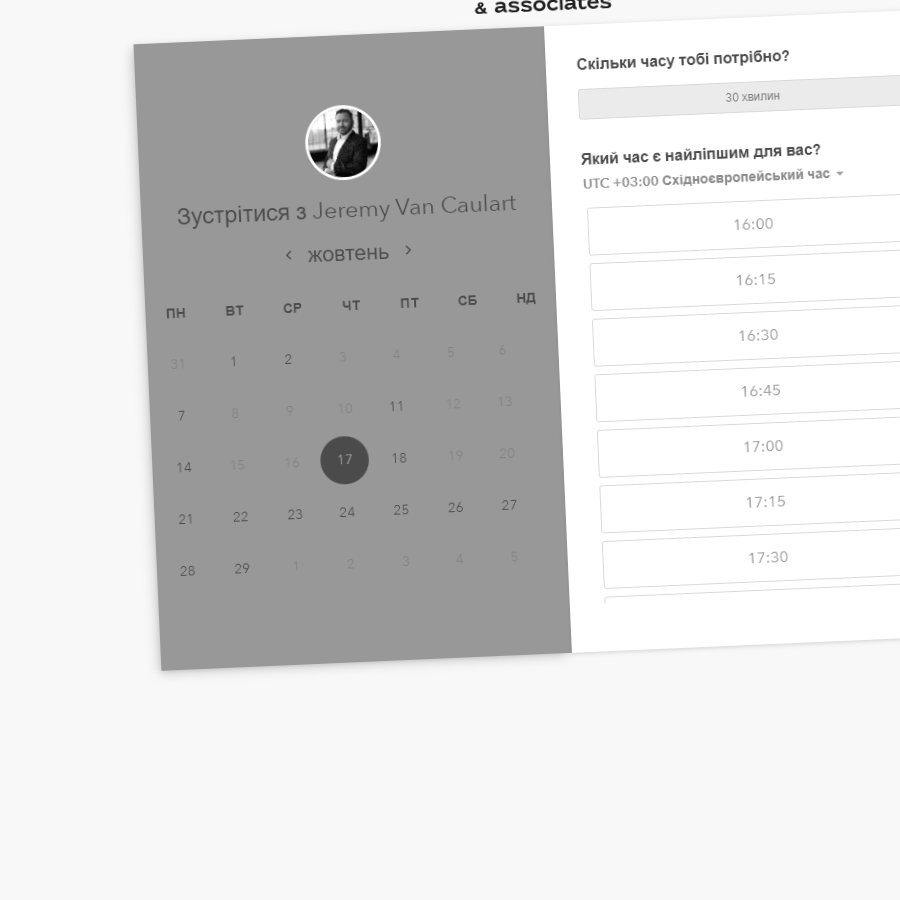 & associates
Зустрітися з Jeremy Van Caulart
жовтень
ПН ВТ СР ЧТ ПТ СБ НД
31 1 2 3 4 5 6
7 8 9 10 11 12 13
14 15 16 17 18 19 20
21 22 23 24 25 26 27
28 29 1 2 3 4 5
Скільки часу тобі потрібно?
30 хвилин
Який час є найліпшим для вас?
UTC +03:00 Східноєвропейський час
16:00
16:15
16:30
16:45
17:00
17:15
17:30